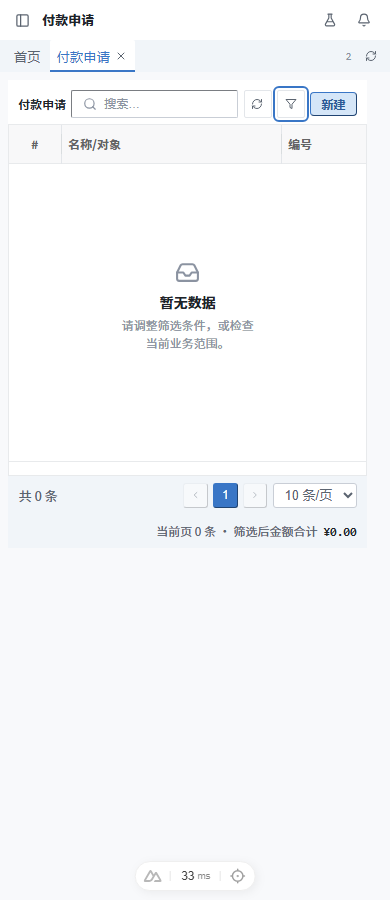 付款申请
首页 付款申请 2
付款申请 搜索... 新建
# 名称/对象 编号
暂无数据
请调整筛选条件，或检查
当前业务范围。
共 0 条 1 10 条/页
当前页 0 条 • 筛选后金额合计 ¥0.00
33 ms